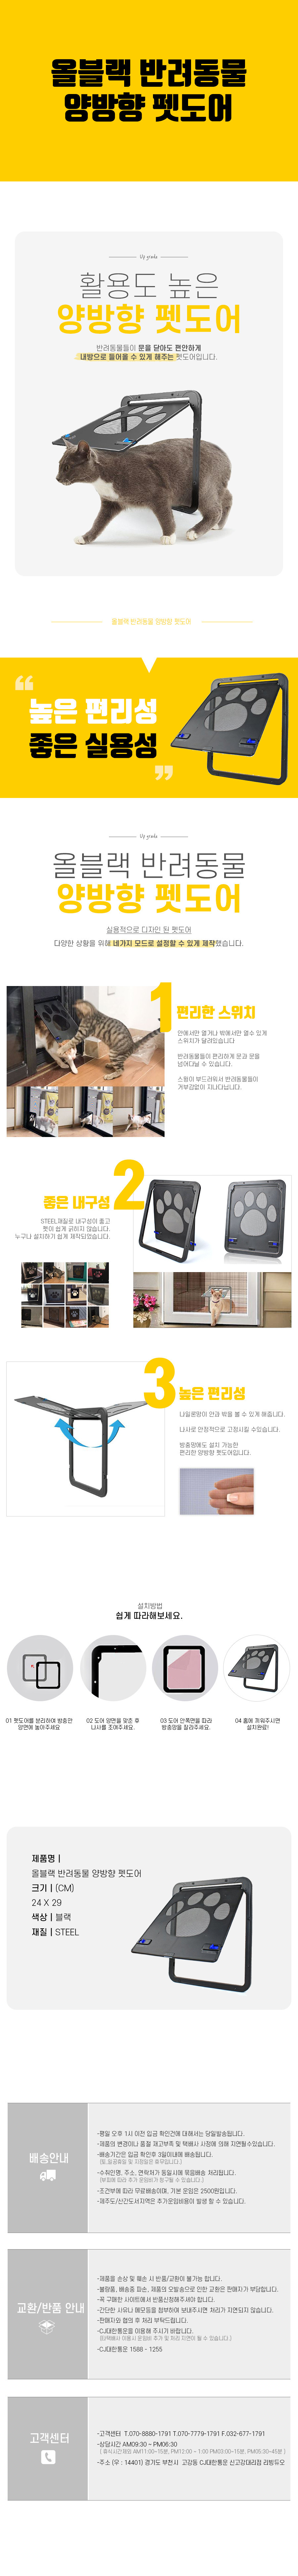 올블랙 반려동물
양방향 펫도어
Up grade
활용도 높은
양방향 펫도어
반려동물들이 문을 닫아도 편안하게
내방으로 들어올 수 있게 해주는 펫도어입니다.
올블랙 반려동물 양방향 펫도어
높은 편리성
좋은 실용성
Up grade
올블랙 반려동물
양방향 펫도어
실용적으로 디자인 된 펫도어
다양한 상황을 위해 네가지 모드로 설정할 수 있게 제작했습니다.
1
편리한 스위치
안에서만 열거나 밖에서만 열수 있게
스위치가 달려있습니다
반려동물들이 편리하게 문과 문을
넘어다닐 수 있습니다.
스윙이 부드러워서 반려동물들이
거부감없이 지나다닙니다.
2
좋은 내구성
STEEL재질로 내구성이 좋고
펫이 쉽게 긁히지 않습니다.
누구나 설치하기 쉽게 제작되었습니다.
3
높은 편리성
나일론망이 안과 밖을 볼 수 있게 해줍니다.
나사로 안정적으로 고정시킬 수있습니다.
방충망에도 설치 가능한
편리한 양방향 펫도어입니다.
설치방법
쉽게 따라해보세요.
01 펫도어를 분리하여 방충망
양면에 놓아주세요
02 도어 양면을 맞춘 후
나사를 조여주세요.
03 도어 안쪽면을 따라
방충망을 잘라주세요.
04 홈에 끼워주시면
설치완료!
제품명 |
올블랙 반려동물 양방향 펫도어
크기 | (CM)
24 X 29
색상 | 블랙
재질 | STEEL
배송안내
-평일 오후 1시 이전 입금 확인건에 대해서는 당일발송됩니다.
-제품의 변경이나 품절 재고부족 및 택배사 사정에 의해 지연될수있습니다.
-배송기간은 입금 확인후 3일이내에 배송됩니다.
(토,일,공휴일 및 지정일은 휴무입니다.)
-수취인명, 주소, 연락처가 동일시에 묶음배송 처리됩니다.
(부피에 따라 추가 운임비가 청구될 수 있습니다.)
-조건부에 따라 무료배송이며, 기본 운임은 2500원입니다.
-제주도/산간도서지역은 추가운임비용이 발생 할 수 있습니다.
교환/반품 안내
-제품을 손상 및 훼손 시 반품/교환이 불가능 합니다.
-불량품, 배송중 파손, 제품의 오발송으로 인한 교환은 판매자가 부담합니다.
-꼭 구매한 사이트에서 반품신청해주셔야 합니다.
-간단한 사유나 메모등을 첨부하여 보내주시면 처리가 지연되지 않습니다.
-판매자와 협의 후 처리 부탁드립니다.
-CJ대한통운을 이용해 주시기 바랍니다.
(타택배사 이용시 운임비 추가 및 처리 지연이 될 수 있습니다.)
-CJ대한통운 1588 - 1255
고객센터
-고객센터 T.070-8880-1791 T.070-7779-1791 F.032-677-1791
-상담시간 AM09:30 ~ PM06:30
( 휴식시간제외 AM11:00~15분, PM12:00 ~ 1:00 PM03:00~15분, PM05:30~45분 )
-주소 (우 : 14401) 경기도 부천시 고강동 CJ대한통운 신고강대리점 리빙듀오